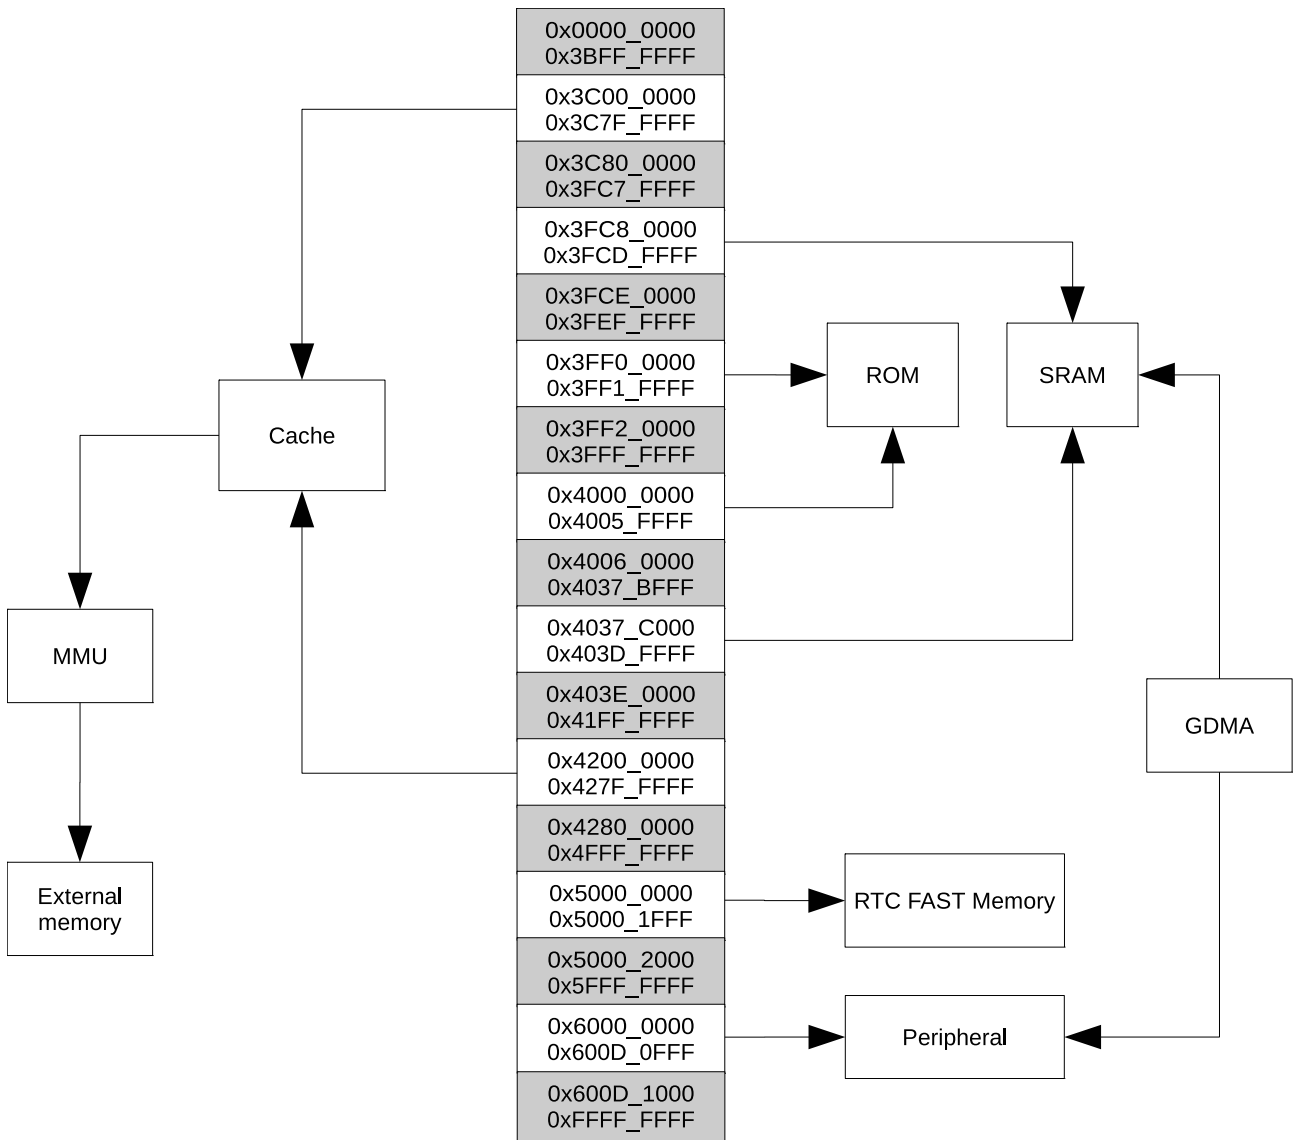 0x0000_0000
0x3BFF_FFFF
0x3C00_0000
0x3C7F_FFFF
0x3C80_0000
0x3FC7_FFFF
0x3FC8_0000
0x3FCD_FFFF
0x3FCE_0000
0x3FEF_FFFF
0x3FF0_0000
0x3FF1_FFFF
0x3FF2_0000
0x3FFF_FFFF
0x4000_0000
0x4005_FFFF
0x4006_0000
0x4037_BFFF
0x4037_C000
0x403D_FFFF
0x403E_0000
0x41FF_FFFF
0x4200_0000
0x427F_FFFF
0x4280_0000
0x4FFF_FFFF
0x5000_0000
0x5000_1FFF
0x5000_2000
0x5FFF_FFFF
0x6000_0000
0x600D_0FFF
0x600D_1000
0xFFFF_FFFF
Cache
MMU
External
memory
ROM
SRAM
GDMA
RTC FAST Memory
Peripheral